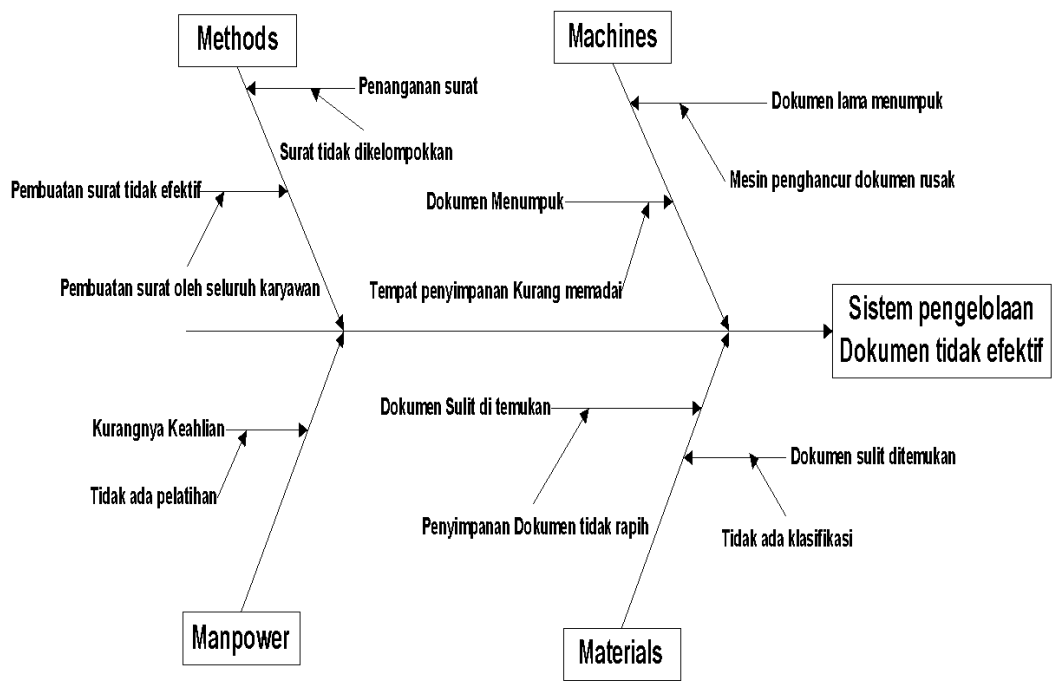 Methods
Machines
Penanganan surat
Dokumen lama menumpuk
Surat tidak dikelompokkan
Mesin penghancur dokumen rusak
Pembuatan surat tidak efektif
Dokumen Menumpuk
Pembuatan surat oleh seluruh karyawan
Tempat penyimpanan Kurang memadai
Sistem pengelolaan
Dokumen tidak efektif
Dokumen Sulit di temukan
Kurangnya Keahlian
Dokumen sulit ditemukan
Tidak ada pelatihan
Penyimpanan Dokumen tidak rapih
Tidak ada klasifikasi
Manpower
Materials